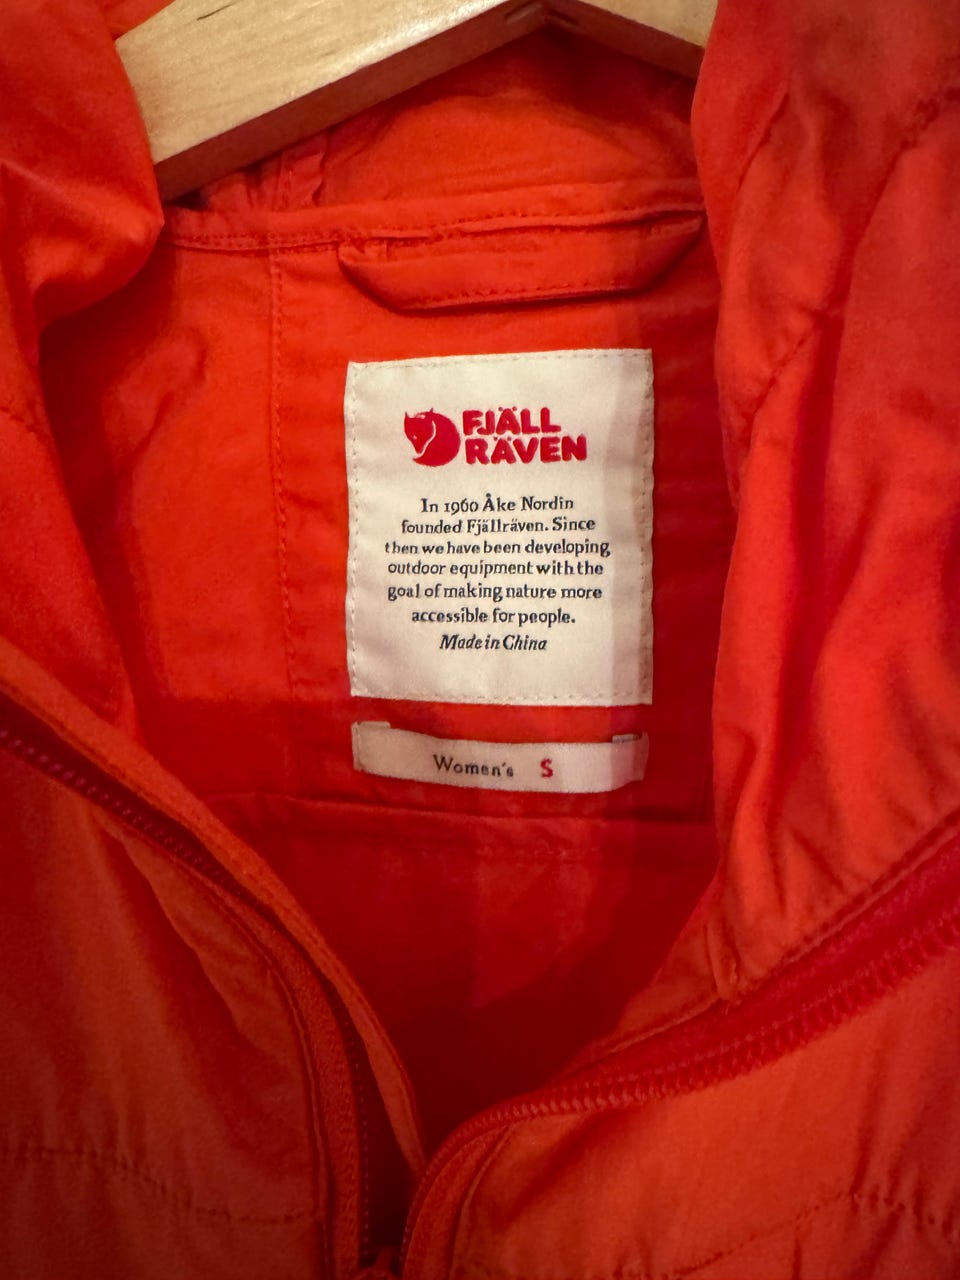 FJÄLL
RÄVEN
In 1960 Åke Nordin
founded Fjällräven. Since
then we have been developing
outdoor equipment with the
goal of making nature more
accessible for people.
Made in China
Women's S